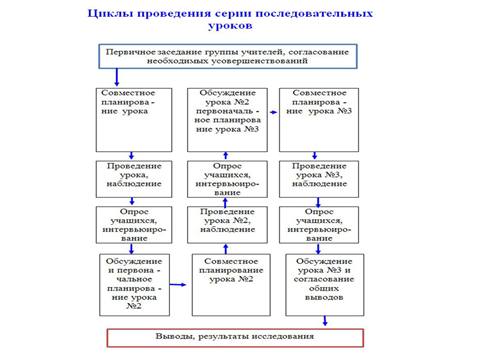 Циклы проведения серии последовательных
уроков
Первичное заседание группы учителей, согласование
необходимых усовершенствований
Совместное
планирова -
ние урока
Проведение
урока,
наблюдение
Опрос
учащихся,
интервьюиро-
вание
Обсуждение
и первона -
чальное
планирова -
ние урока
№2
Совместное
планирование
урока №2
Проведение
урока №2,
наблюдение
Опрос
учащихся,
интервьюиро-
вание
Обсуждение
урока №2
первоначаль -
ное планирова
ние урока №3
Совместное
планирова -
ние урока №3
Проведение
урока №3,
наблюдение
Опрос
учащихся,
интервьюиро-
вание
Обсуждение
урока №3 и
согласование
общих
выводов
Выводы, результаты исследования